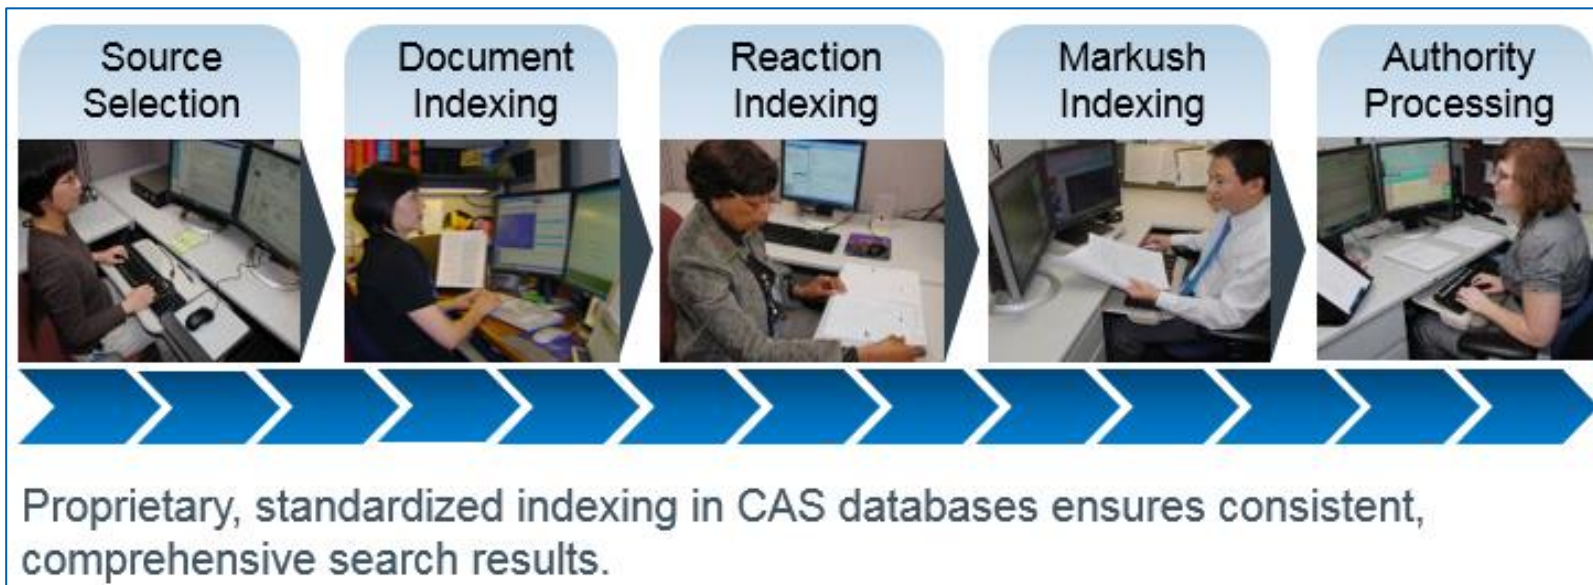 Source
Selection
Document
Indexing
Reaction
Indexing
Markush
Indexing
Authority
Processing
Proprietary, standardized indexing in CAS databases ensures consistent,
comprehensive search results.